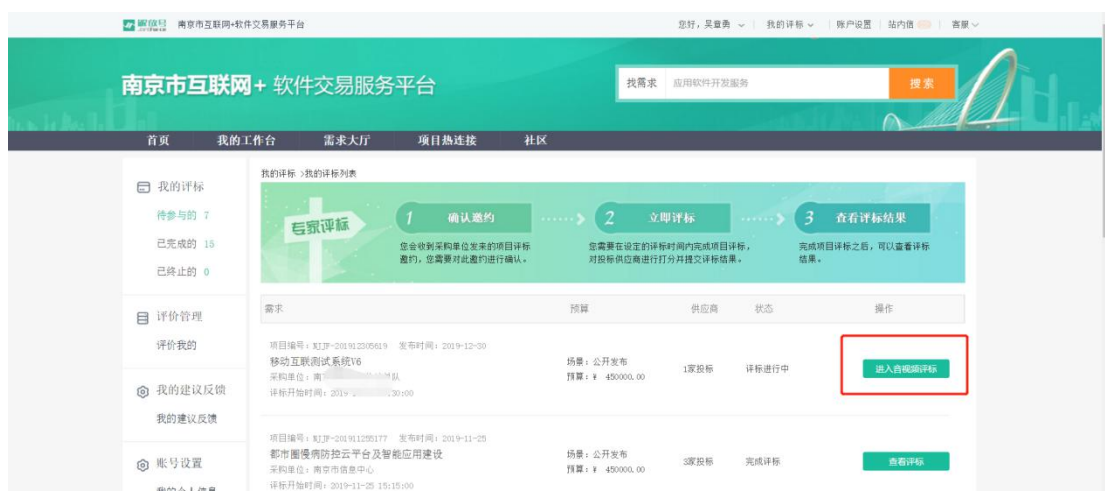 南京市互联网+软件交易服务平台
您好，吴童勇 我的评标 账户设置 站内信 客服
南京市互联网+ 软件交易服务平台
找需求 应用软件开发服务 搜索
首页 我的工作台 需求大厅 项目热连接 社区
我的评标 >我的评标列表
我的评标
待参与的 7
已完成的 15
已终止的 0
评价管理
评价我的
我的建议反馈
我的建议反馈
账号设置
专家评标
1 确认邀约
您会收到采购单位发来的项目评标
邀约，您需要对此邀约进行确认。
2 立即评标
您需要在设定的评标时间内完成项目评标，
对投标供应商进行打分并提交评标结果。
3 查看评标结果
完成项目评标之后，可以查看评标
结果。
需求 预算 供应商 状态 操作
项目编号：NJJF-201912305619 发布时间：2019-12-30
移动互联测试系统V6
采购单位：南
评标开始时间：2019- 30:00
场景：公开发布
预算：¥ 450000.00
1家投标 评标进行中 进入音视频评标
项目编号：NJJF-201911255177 发布时间：2019-11-25
都市圈慢病防控云平台及智能应用建设
采购单位：南京市信息中心
评标开始时间：2019-11-25 15:15:00
场景：公开发布
预算：¥ 450000.00
3家投标 完成评标 查看评标